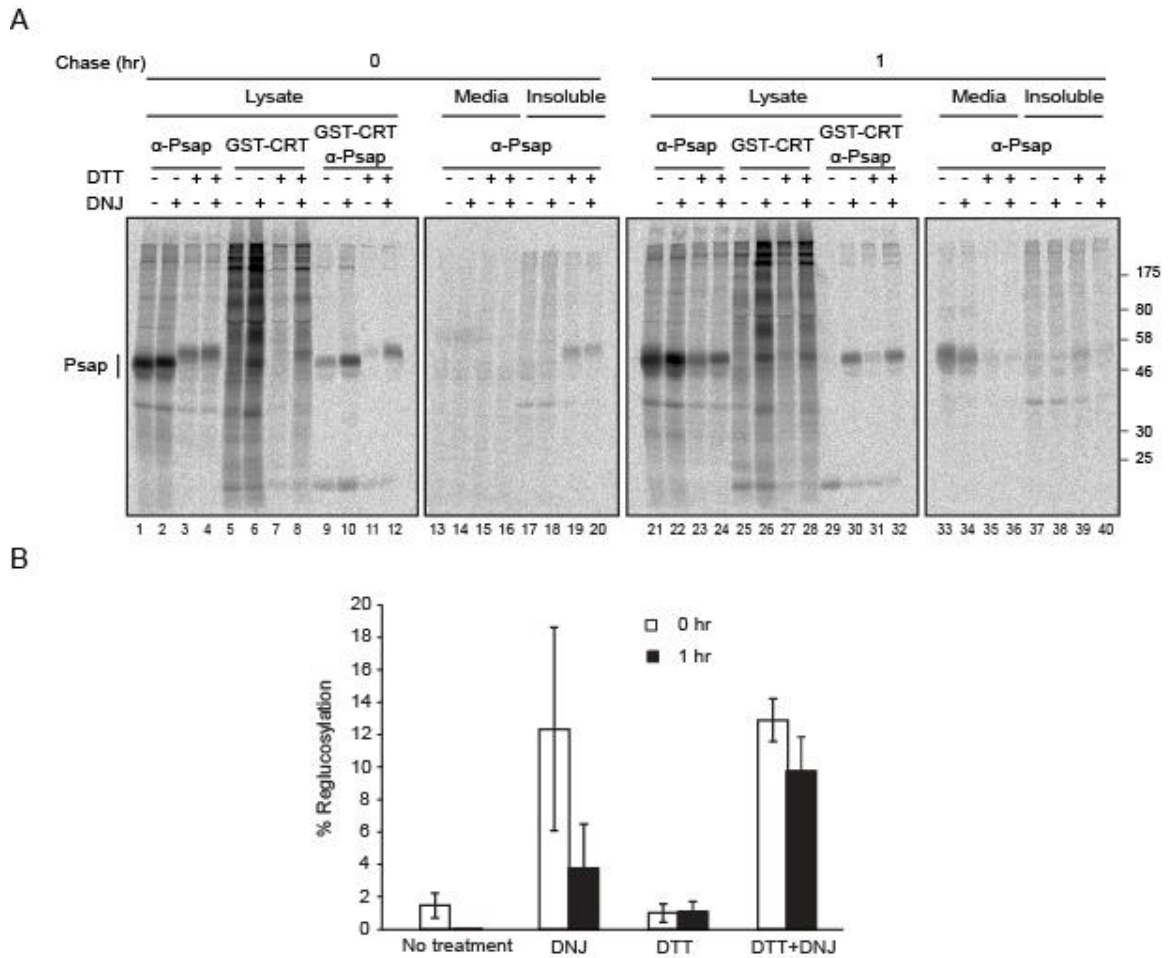 A
Chase (hr) 0 1
Lysate Media Insoluble Lysate Media Insoluble
α-Psap GST-CRT GST-CRT α-Psap α-Psap α-Psap GST-CRT GST-CRT α-Psap α-Psap
DTT - - + + - - + + - - + + - - + + - - + + - - + + - - + + - - + + - - + + - - + +
DNJ - + - + - + - + - + - + - + - + - + - + - + - + - + - + - + - + - + - + - + - +
175
80
58
Psap 46
30
25
1 2 3 4 5 6 7 8 9 10 11 12 13 14 15 16 17 18 19 20 21 22 23 24 25 26 27 28 29 30 31 32 33 34 35 36 37 38 39 40
B
% Reglucosylation
20
18
16
14
12
10
8
6
4
2
0
0 hr
1 hr
No treatment DNJ DTT DTT+DNJ